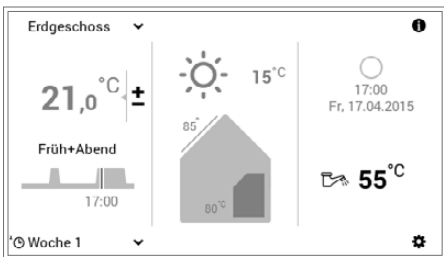 Erdgeschoss
21,0 °C ±
Früh+Abend
17:00
Woche 1
15°C
85°
80°C
17:00
Fr, 17.04.2015
55°C